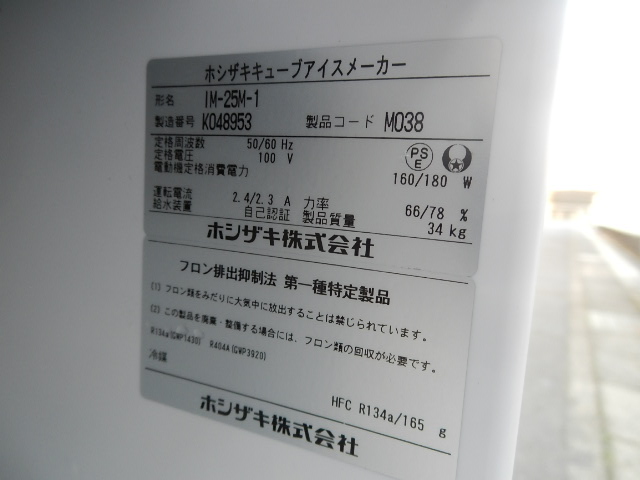 ホシザキキューブアイスメーカー
形名 IM-25M-1
製造番号 K048953 製品コード M038
定格周波数 50/60 Hz
定格電圧 100 V
PS E
電動機定格消費電力 160/180 W
運転電流 2.4/2.3 A 力率 66/78 %
給水装置 自己認証 製品質量 34 kg
ホシザキ株式会社
フロン排出抑制法 第一種特定製品
(1) フロン類をみだりに大気中に放出することは禁じられています。
(2) この製品を廃棄・整備する場合には、フロン類の回収が必要です。
R134a(GWP1430) R404A(GWP3920)
冷媒 HFC R134a/165 g
ホシザキ株式会社